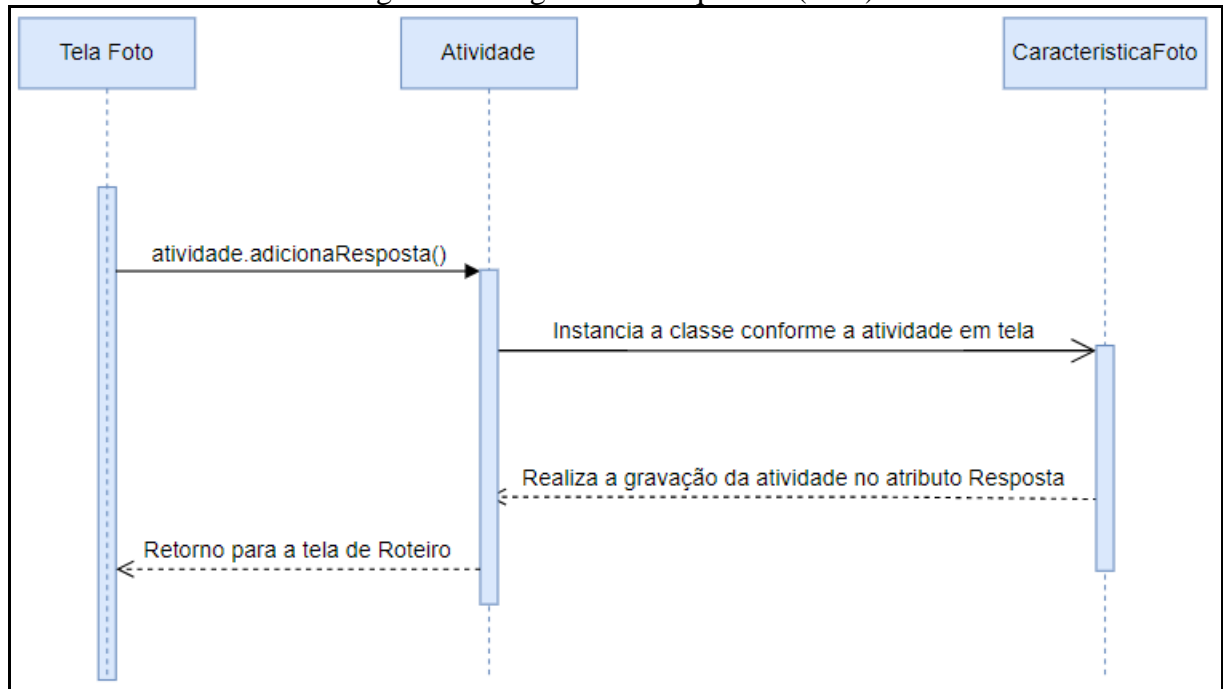 Tela Foto
Atividade
CaracteristicaFoto
atividade.adicionaResposta()
Instancia a classe conforme a atividade em tela
Realiza a gravação da atividade no atributo Resposta
Retorno para a tela de Roteiro